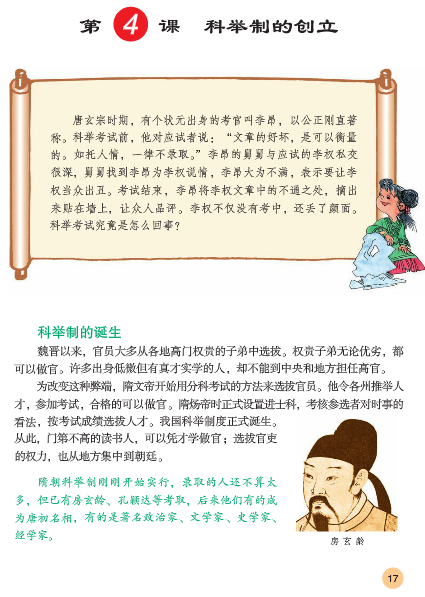 第4课 科举制的创立
唐玄宗时期，有个状元出身的考官叫李昂，以公正刚直著
称。科举考试前，他对应试者说：“文章的好坏，是可以衡量
的。如托人情，一律不录取。”李昂的舅舅与应试的李权私交
很深，舅舅找到李昂为李权说情，李昂大为不满，表示要让李
权当众出丑。考试结束，李昂将李权文章中的不通之处，摘出
来贴在墙上，让众人品评。李权不仅没有考中，还丢了颜面。
科举考试究竟是怎么回事？
科举制的诞生
魏晋以来，官员大多从各地高门权贵的子弟中选拔。权贵子弟无论优劣，都
可以做官。许多出身低微但有真才实学的人，却不能到中央和地方担任高官。
为改变这种弊端，隋文帝开始用分科考试的方法来选拔官员。他令各州推举人
才，参加考试，合格的可以做官。隋炀帝时正式设置进士科，考核参选者对时事的
看法，按考试成绩选拔人才。我国科举制度正式诞生。
从此，门第不高的读书人，可以凭才学做官；选拔官吏
的权力，也从地方集中到朝廷。
隋朝科举制刚刚开始实行，录取的人还不算太
多，但已有房玄龄、孔颖达等考取，后来他们有的成
为唐初名相，有的是著名政治家、文学家、史学家、
经学家。
房玄龄
17